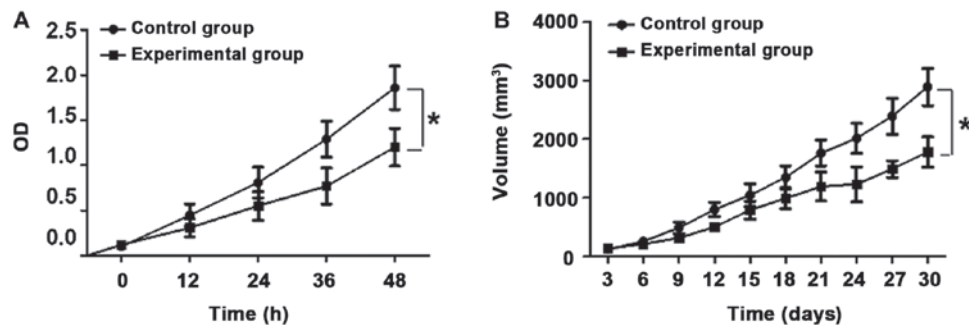 A
Control group
Experimental group
2.5
2.0
1.5
1.0
0.5
0.0
OD
0 12 24 36 48
Time (h)
*
B
Control group
Experimental group
4000
3000
2000
1000
0
Volume (mm³)
3 6 9 12 15 18 21 24 27 30
Time (days)
*